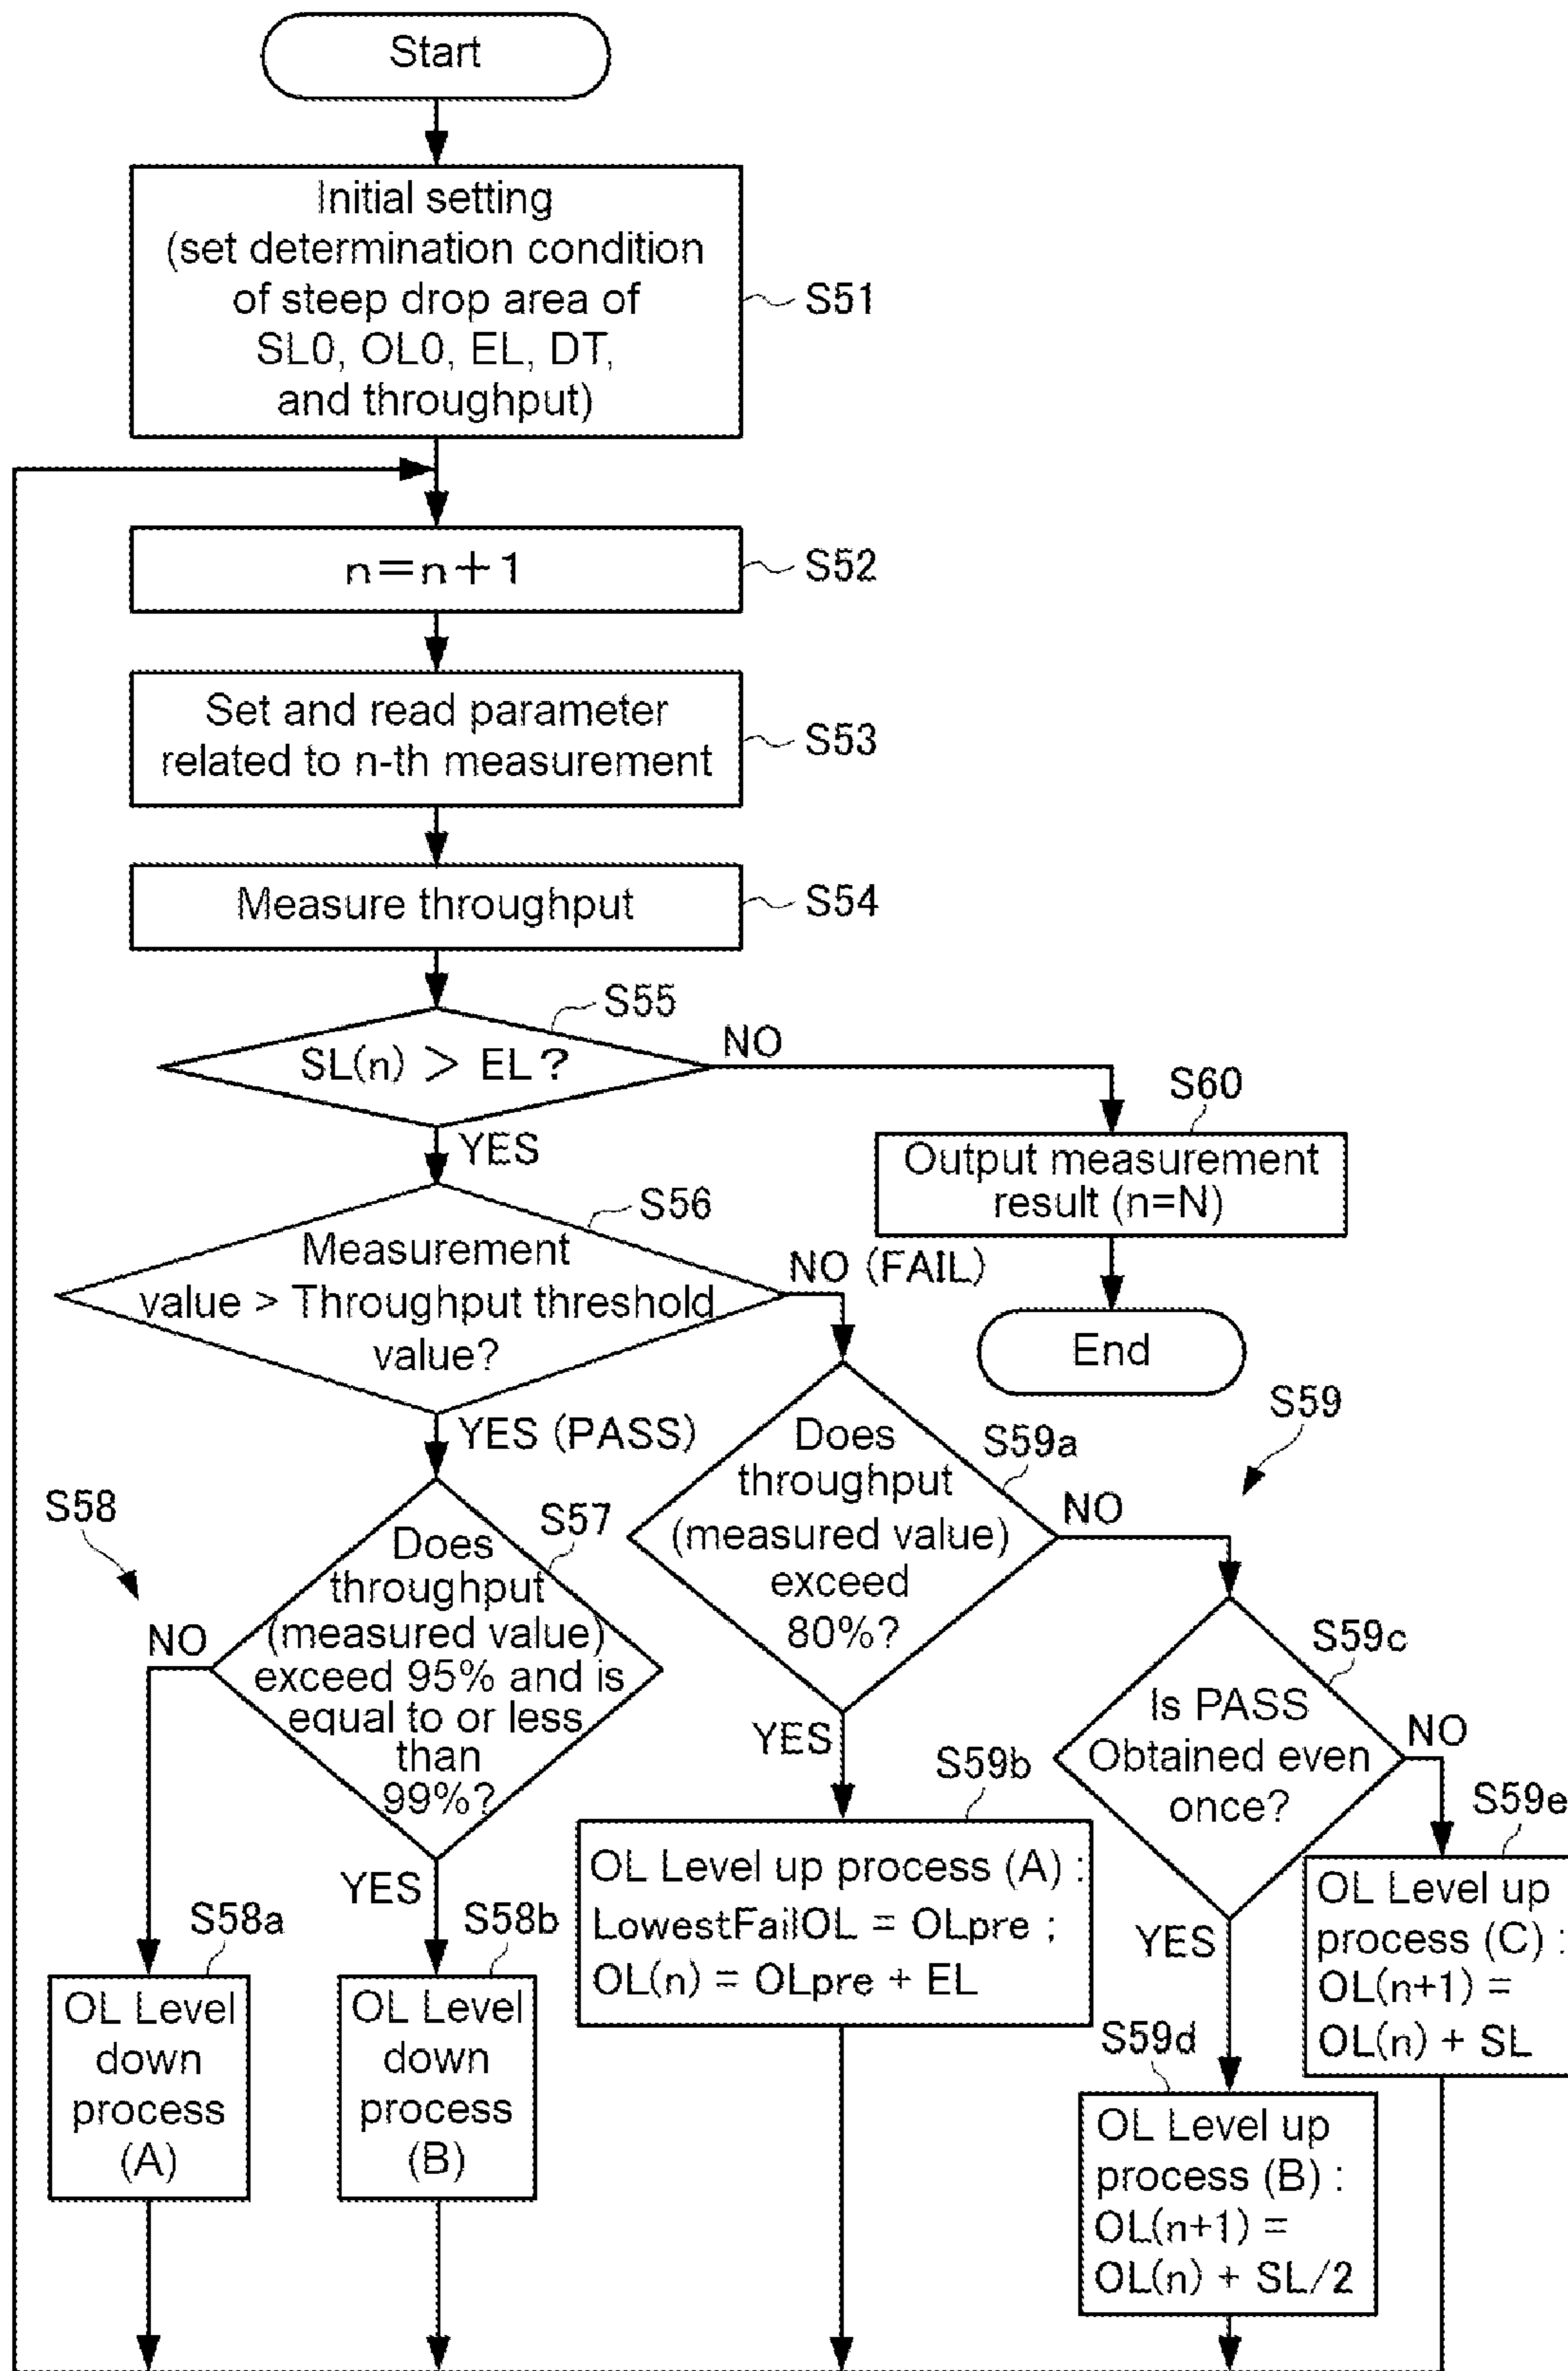 Start
Initial setting
(set determination condition
of steep drop area of
SL0, OL0, EL, DT,
and throughput)
S51
n=n+1
S52
Set and read parameter
related to n-th measurement
S53
Measure throughput
S54
S55
SL(n) > EL?
NO
YES
S60
Output measurement
result (n=N)
End
S56
Measurement
value > Throughput threshold
value?
NO (FAIL)
YES (PASS)
S58
S57
Does
throughput
(measured value)
exceed 95% and is
equal to or less
than
99%?
NO
YES
S58a
OL Level
down
process
(A)
S58b
OL Level
down
process
(B)
S59
S59a
Does
throughput
(measured value)
exceed
80%?
NO
YES
S59b
OL Level up process (A) :
LowestFailOL = OLpre ;
OL(n) = OLpre + EL
S59c
Is PASS
Obtained even
once?
NO
YES
S59d
OL Level up
process (B) :
OL(n+1) =
OL(n) + SL/2
S59e
OL Level up
process (C) :
OL(n+1) =
OL(n) + SL